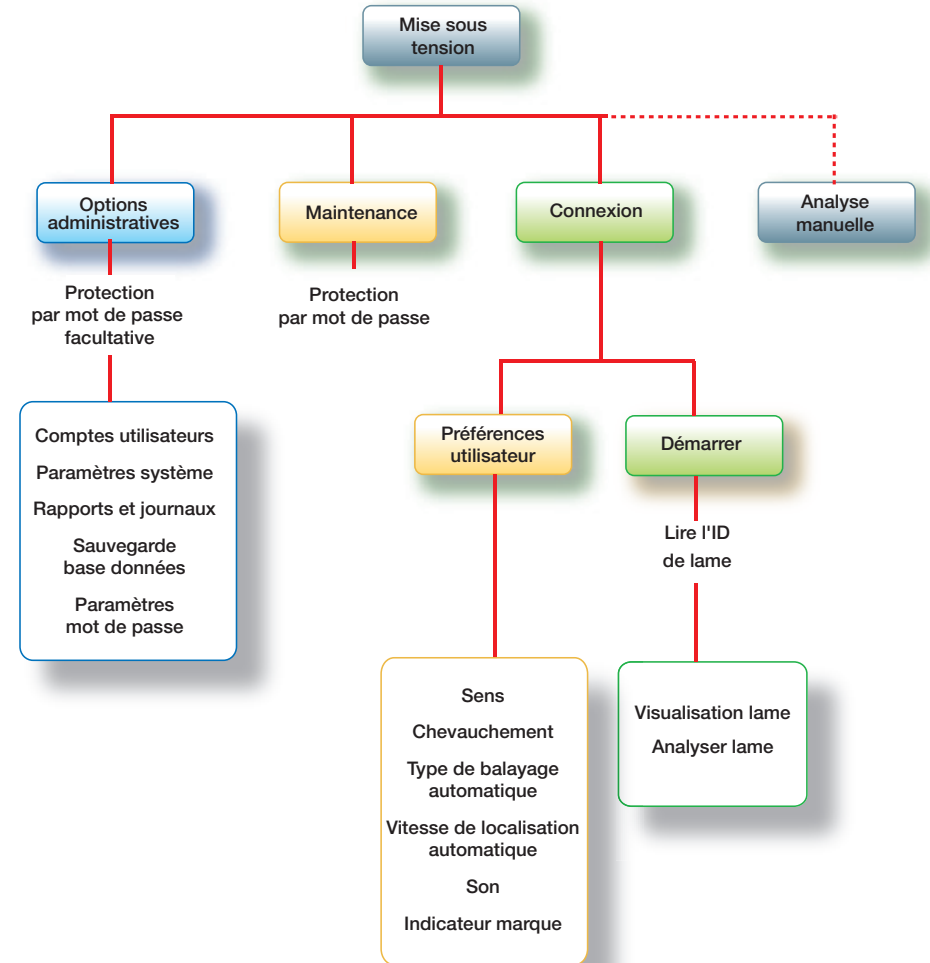 Mise sous
tension
Options
administratives
Maintenance
Connexion
Analyse
manuelle
Protection
par mot de passe
facultative
Protection
par mot de passe
Comptes utilisateurs
Paramètres système
Rapports et journaux
Sauvegarde
base données
Paramètres
mot de passe
Préférences
utilisateur
Démarrer
Lire l'ID
de lame
Sens
Chevauchement
Type de balayage
automatique
Vitesse de localisation
automatique
Son
Indicateur marque
Visualisation lame
Analyser lame